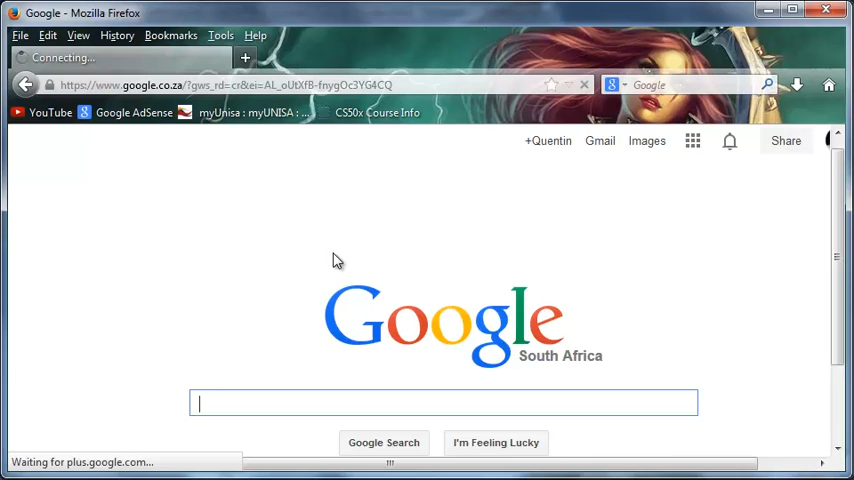 Google - Mozilla Firefox
File Edit View History Bookmarks Tools Help
Connecting...
https://www.google.co.za/?gws_rd=cr&ei=AL_oUtXfB-fnygOc3YG4CQ
Google
YouTube Google AdSense myUnisa : myUNISA : ... CS50x Course Info
+Quentin Gmail Images Share
Google
South Africa
Google Search I'm Feeling Lucky
Waiting for plus.google.com...